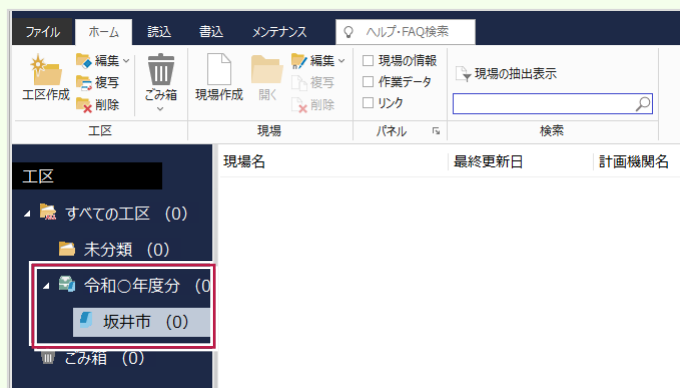 ファイル ホーム 読込 書込 メンテナンス ヘルプ・FAQ検索
工区作成 編集 複写 削除 ごみ箱
現場作成 開く 編集 複写 削除
現場の情報
作業データ
リンク
現場の抽出表示
工区 現場 パネル 検索
工区
現場名 最終更新日 計画機関名
すべての工区 (0)
未分類 (0)
令和○年度分 (0
坂井市 (0)
ごみ箱 (0)